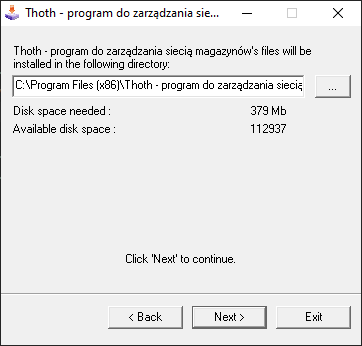 Thoth - program do zarządzania sie...
Thoth - program do zarządzania siecią magazynów's files will be
installed in the following directory:
C:\Program Files (x86)\Thoth - program do zarządzania siecią
...
Disk space needed : 379 Mb
Available disk space : 112937
Click 'Next' to continue.
< Back Next > Exit